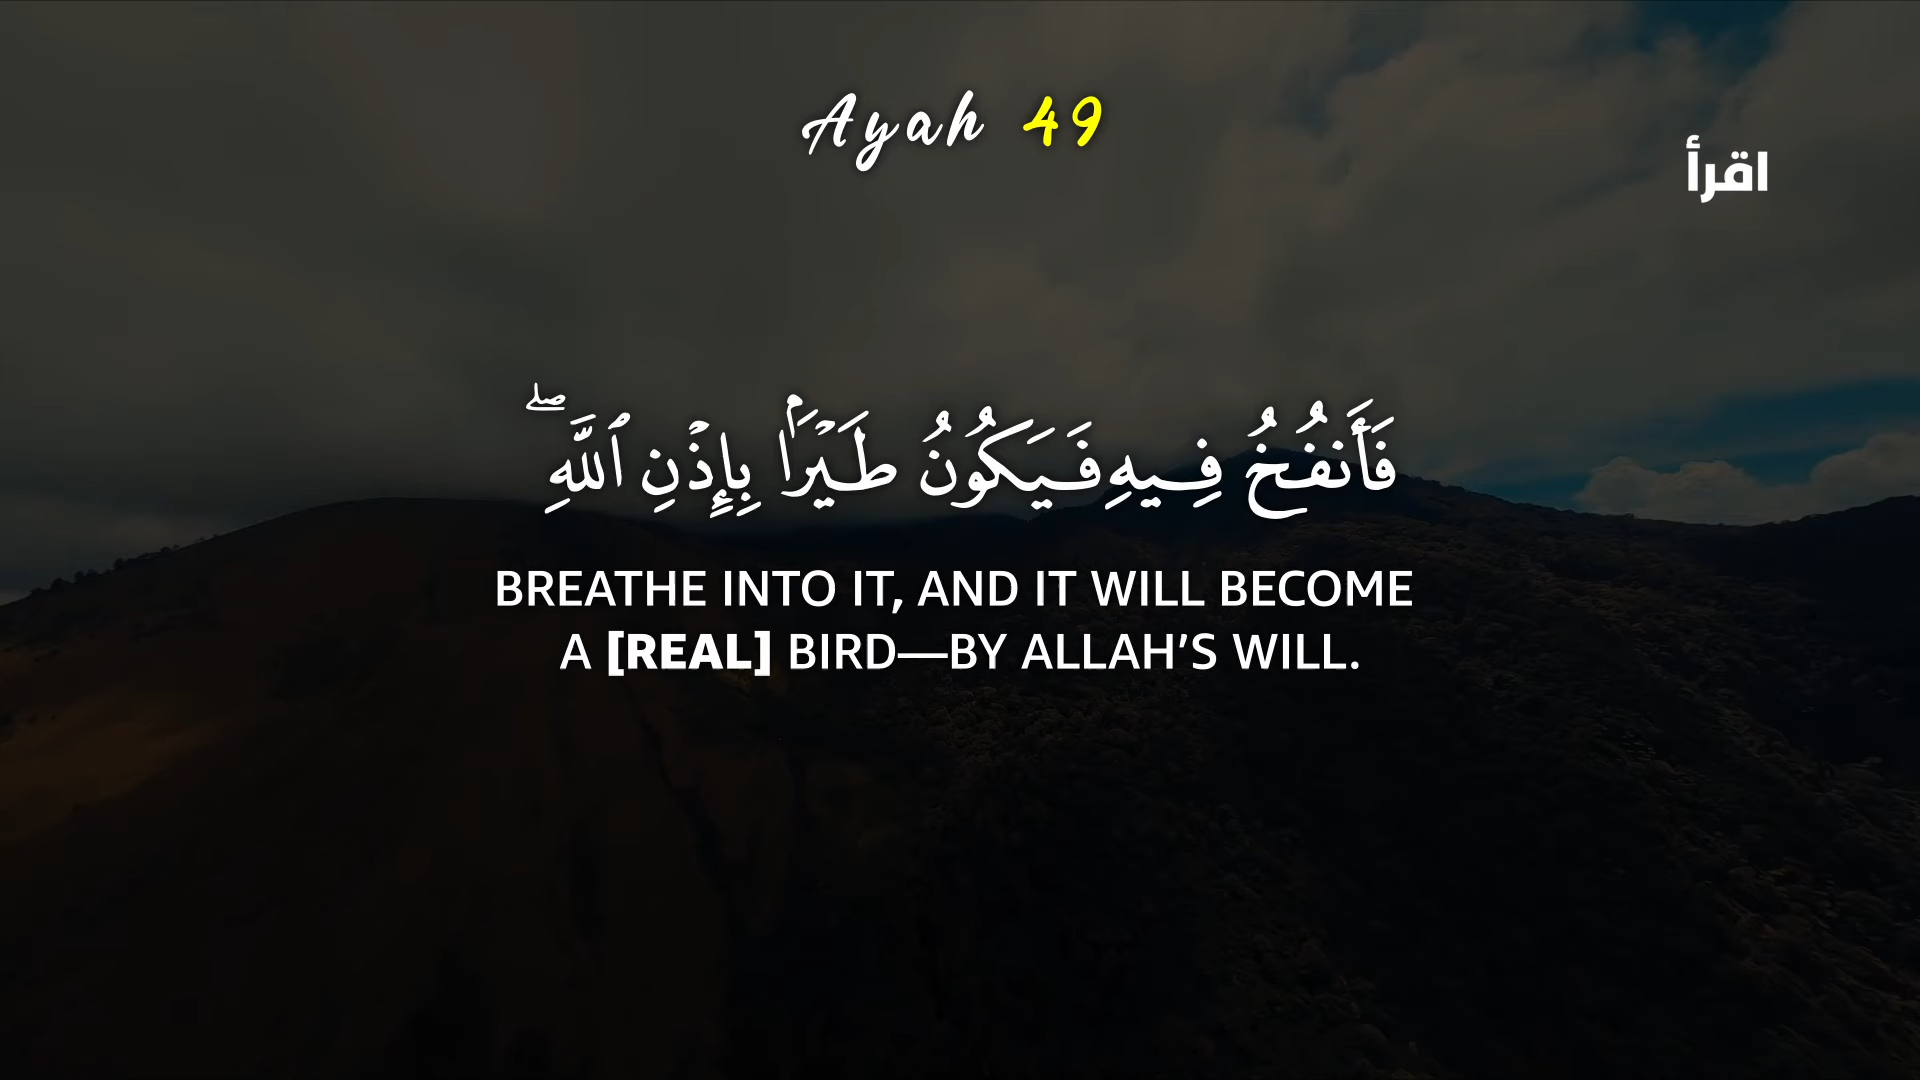 Ayah 49
اقرأ
فَأَنفُخُ فِيهِ فَيَكُونُ طَيْرًۢا بِإِذْنِ ٱللَّهِۖ
BREATHE INTO IT, AND IT WILL BECOME
A [REAL] BIRD—BY ALLAH’S WILL.